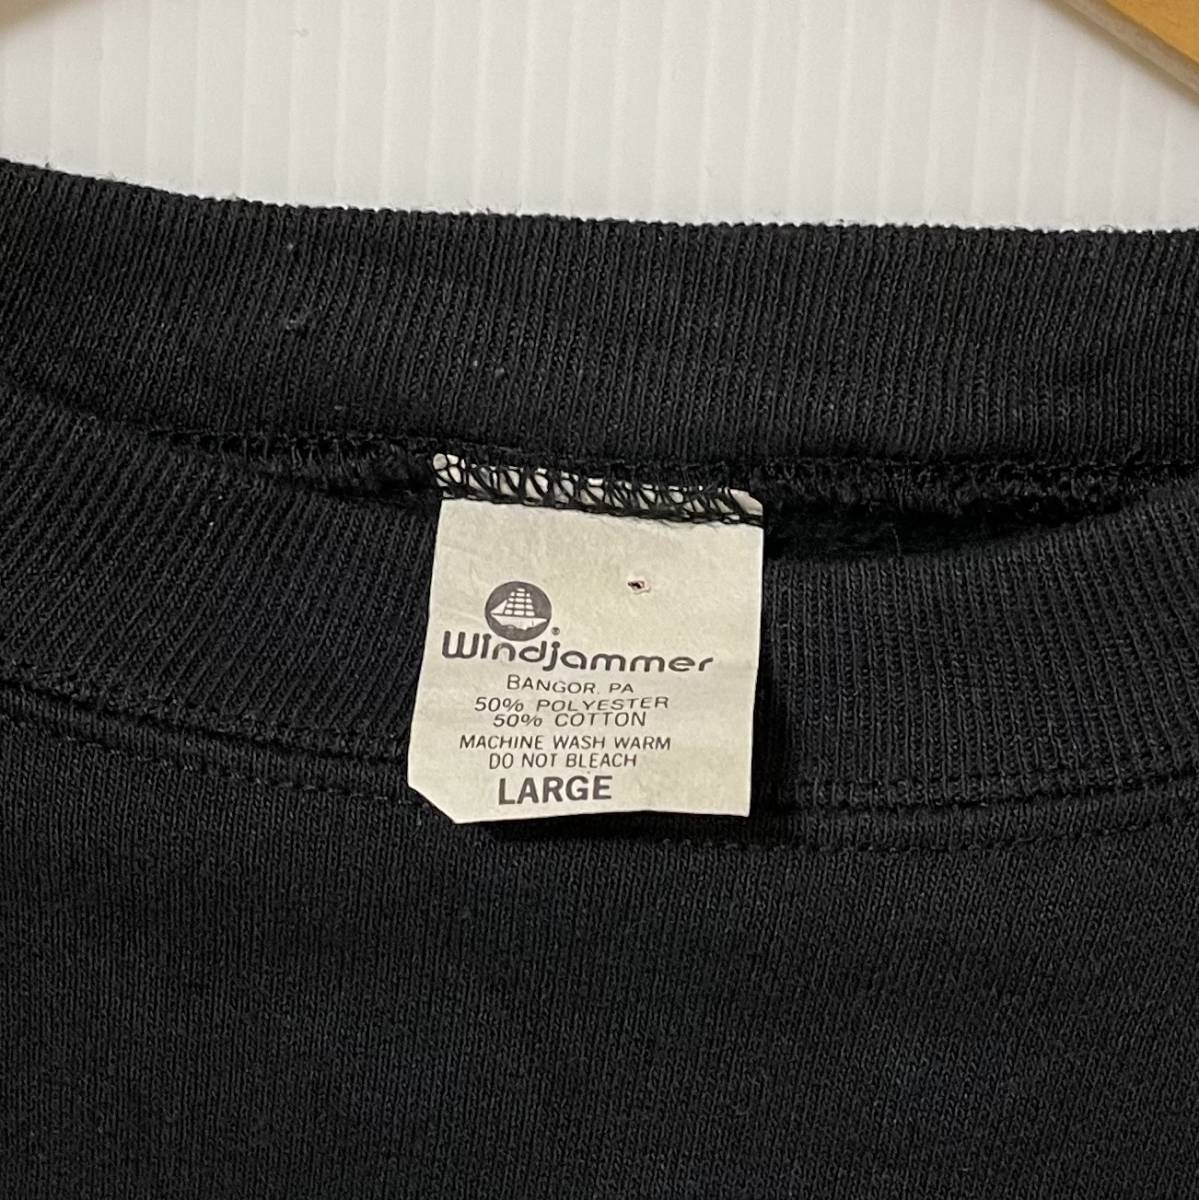 Windjammer®
BANGOR, PA
50% POLYESTER
50% COTTON
MACHINE WASH WARM
DO NOT BLEACH
LARGE